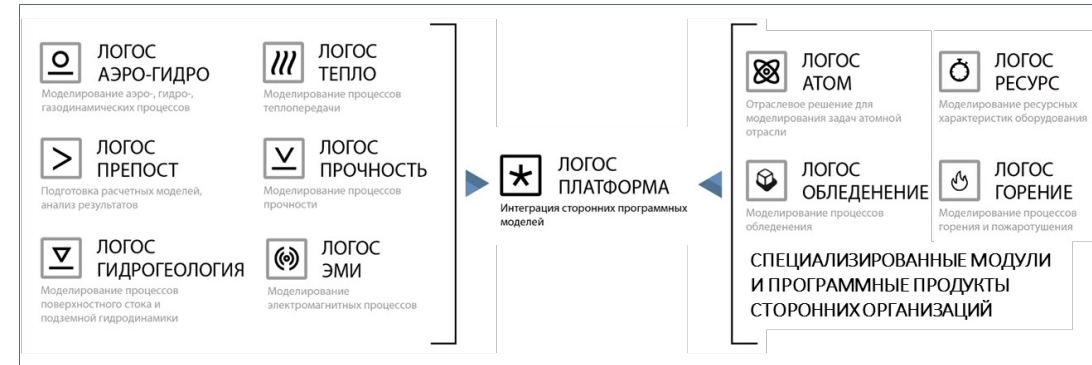 ЛОГОС
АЭРО-ГИДРО
Моделирование аэро-, гидро-,
газодинамических процессов
ЛОГОС
ТЕПЛО
Моделирование процессов
теплопередачи
ЛОГОС
ПРЕПОСТ
Подготовка расчетных моделей,
анализ результатов
ЛОГОС
ПРОЧНОСТЬ
Моделирование процессов
прочности
ЛОГОС
ГИДРОГЕОЛОГИЯ
Моделирование процессов
поверхностного стока и
подземной гидродинамики
ЛОГОС
ЭМИ
Моделирование
электромагнитных процессов
ЛОГОС
ПЛАТФОРМА
Интеграция сторонних программных
моделей
ЛОГОС
АТОМ
Отраслевое решение для
моделирования задач атомной
отрасли
ЛОГОС
РЕСУРС
Моделирование ресурсных
характеристик оборудования
ЛОГОС
ОБЛЕДЕНЕНИЕ
Моделирование процессов
обледенения
ЛОГОС
ГОРЕНИЕ
Моделирование процессов
горения и пожаротушения
СПЕЦИАЛИЗИРОВАННЫЕ МОДУЛИ
И ПРОГРАММНЫЕ ПРОДУКТЫ
СТОРОННИХ ОРГАНИЗАЦИЙ